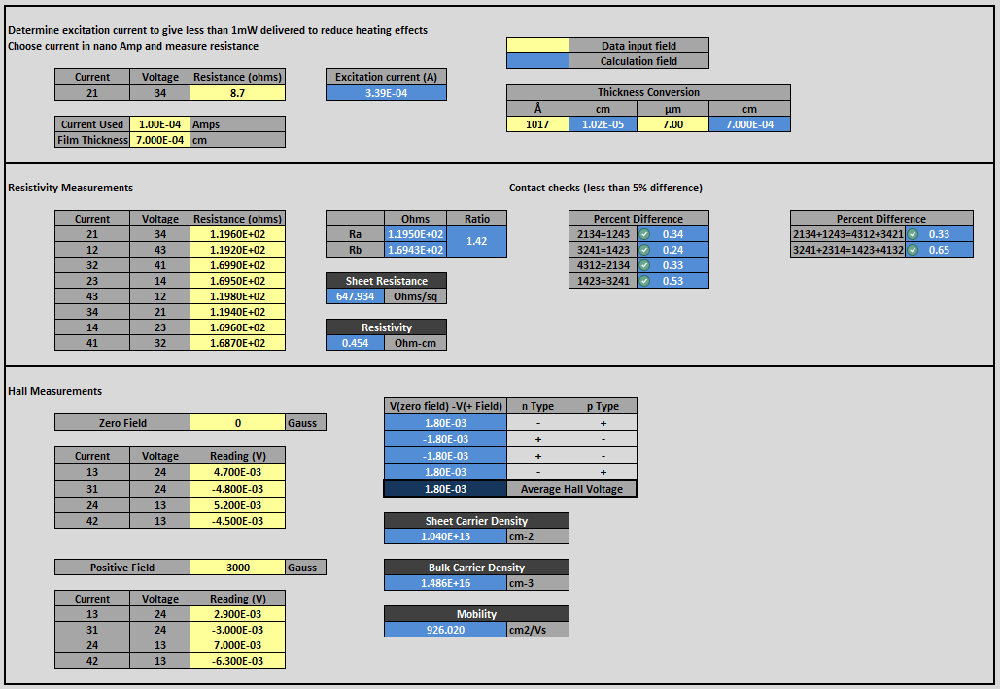 Determine excitation current to give less than 1mW delivered to reduce heating effects
Choose current in nano Amp and measure resistance
Data input field
Calculation field
Current Voltage Resistance (ohms)
21 34 8.7
Excitation current (A)
3.39E-04
Thickness Conversion
Å cm µm cm
1017 1.02E-05 7.00 7.000E-04
Current Used 1.00E-04 Amps
Film Thickness 7.000E-04 cm
Resistivity Measurements
Contact checks (less than 5% difference)
Current Voltage Resistance (ohms)
21 34 1.1960E+02
12 43 1.1920E+02
32 41 1.6990E+02
23 14 1.6950E+02
43 12 1.1980E+02
34 21 1.1940E+02
14 23 1.6960E+02
41 32 1.6870E+02
Ohms Ratio
Ra 1.1950E+02 1.42
Rb 1.6943E+02
Sheet Resistance
647.934 Ohms/sq
Resistivity
0.454 Ohm-cm
Percent Difference
2134=1243 0.34
3241=1423 0.24
4312=2134 0.33
1423=3241 0.53
Percent Difference
2134+1243=4312+3421 0.33
3241+2314=1423+4132 0.65
Hall Measurements
Zero Field 0 Gauss
Current Voltage Reading (V)
13 24 4.700E-03
31 24 -4.800E-03
24 13 5.200E-03
42 13 -4.500E-03
Positive Field 3000 Gauss
Current Voltage Reading (V)
13 24 2.900E-03
31 24 -3.000E-03
24 13 7.000E-03
42 13 -6.300E-03
V(zero field) -V(+ Field) n Type p Type
1.80E-03 - +
-1.80E-03 + -
-1.80E-03 + -
1.80E-03 - +
1.80E-03 Average Hall Voltage
Sheet Carrier Density
1.040E+13 cm-2
Bulk Carrier Density
1.486E+16 cm-3
Mobility
926.020 cm2/Vs